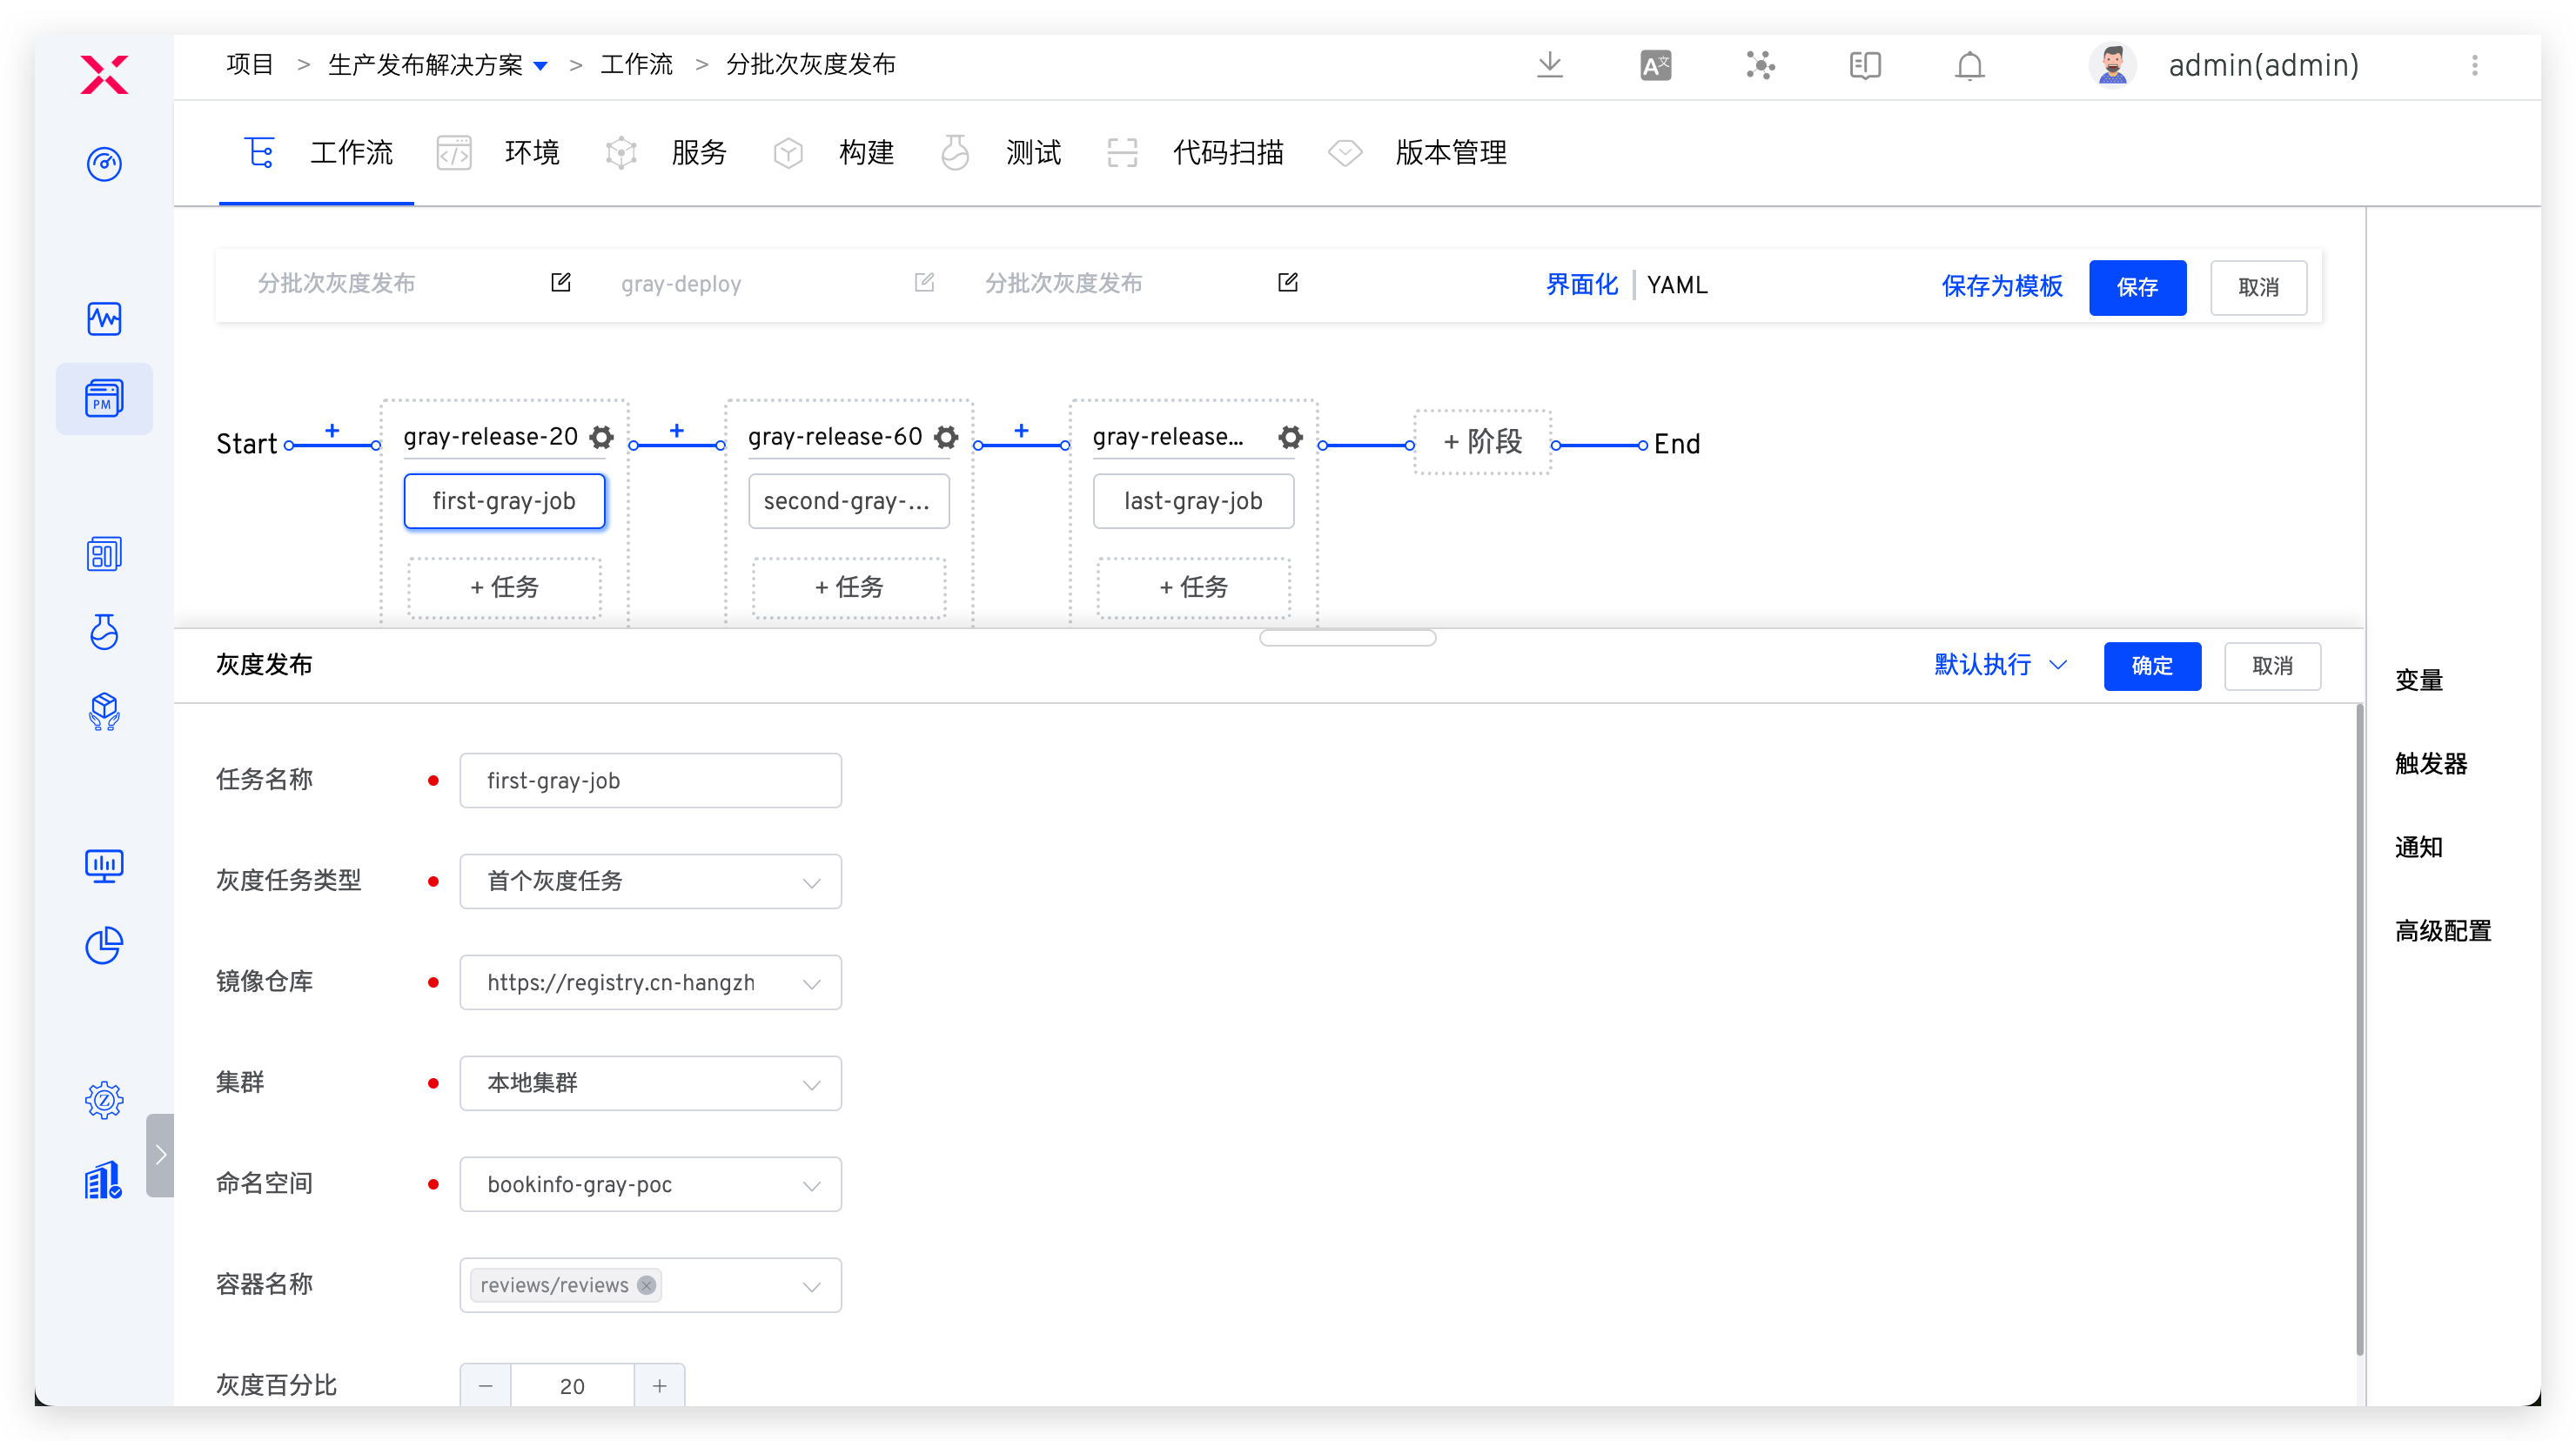 项目 > 生产发布解决方案 > 工作流 > 分批次灰度发布
A文
admin(admin)
工作流 环境 服务 构建 测试 代码扫描 版本管理
分批次灰度发布 gray-deploy 分批次灰度发布 界面化 | YAML 保存为模板 保存 取消
PM
Start + gray-release-20 + gray-release-60 + gray-release... + 阶段 End
first-gray-job second-gray-... last-gray-job
+ 任务 + 任务 + 任务
灰度发布 默认执行 确定 取消
变量
触发器
通知
高级配置
任务名称 first-gray-job
灰度任务类型 首个灰度任务
镜像仓库 https://registry.cn-hangzh
集群 本地集群
命名空间 bookinfo-gray-poc
容器名称 reviews/reviews
灰度百分比 − 20 +